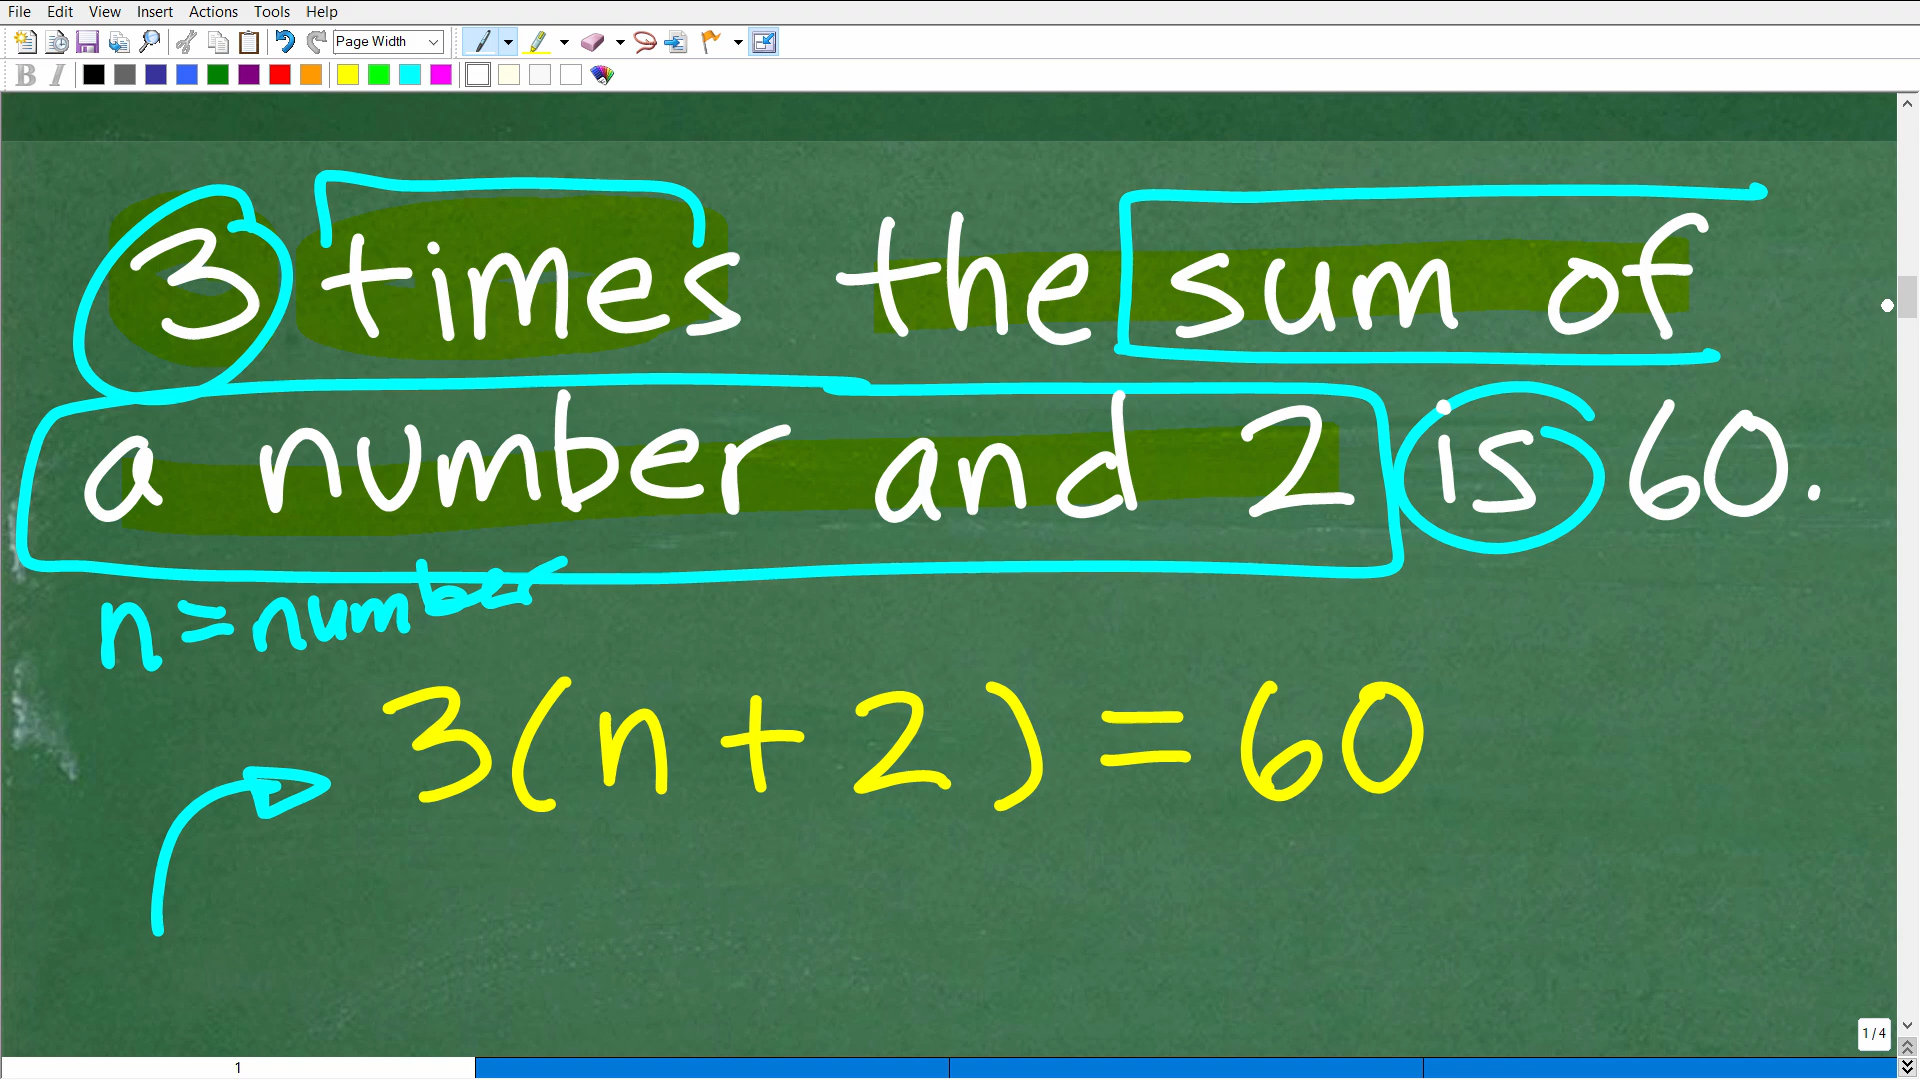 File Edit View Insert Actions Tools Help
Page Width
B I
3 times the sum of
a number and 2 is 60.
n = number
3(n + 2) = 60
1 / 4
1